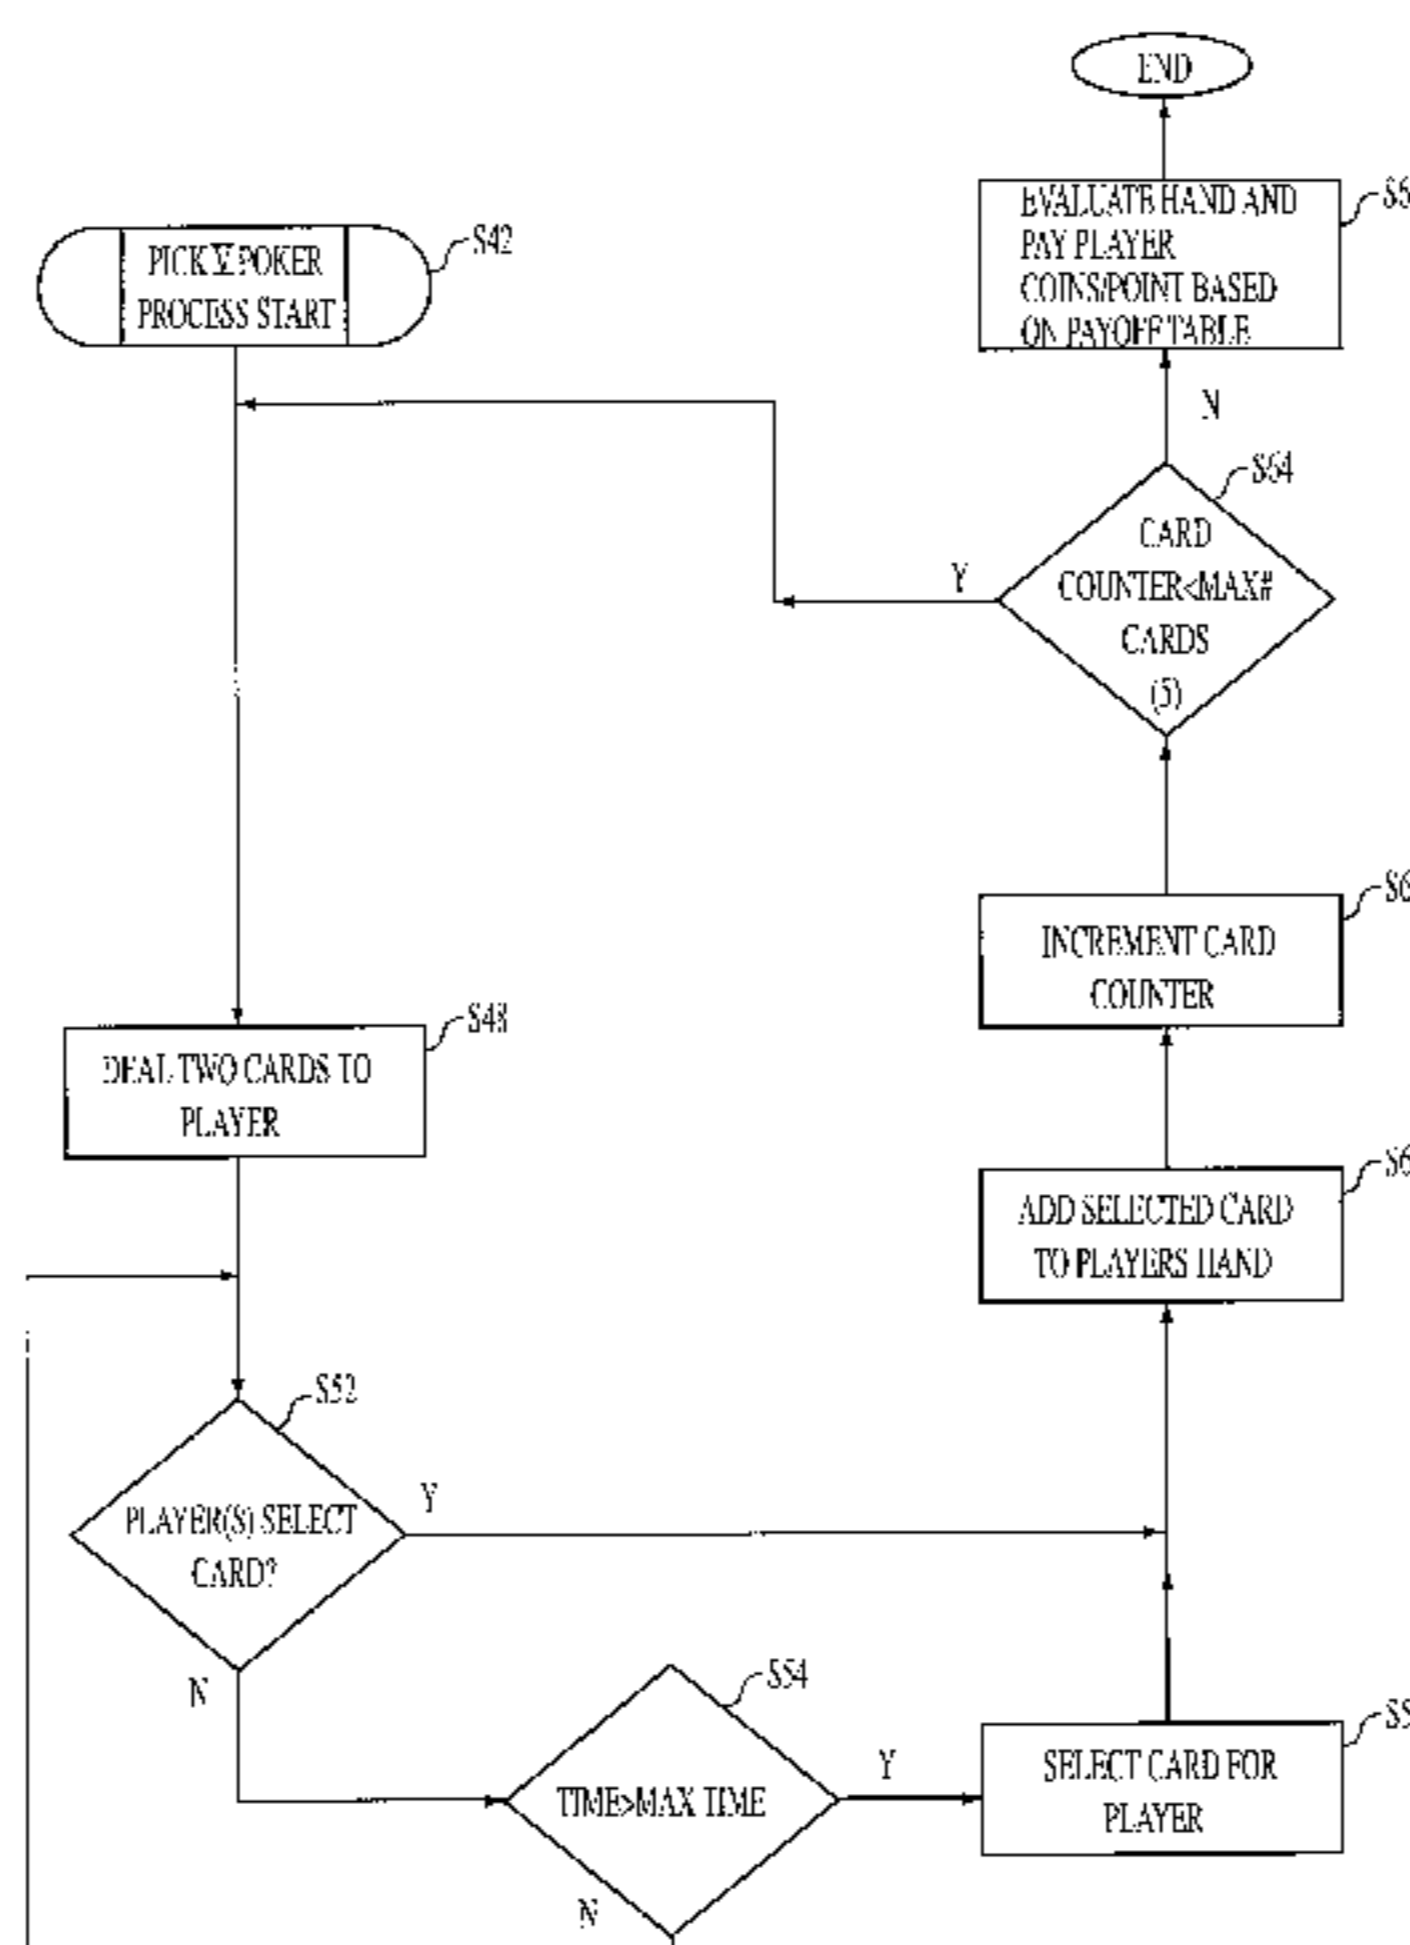 END
EVALUATE HAND AND
PAY PLAYER
COINS/POINT BASED
ON PAYOFF TABLE
PICK V POKER
PROCESS START
S42
N
S64
CARD
COUNTER<MAX#
CARDS
(5)
Y
INCREMENT CARD
COUNTER
S48
DEAL TWO CARDS TO
PLAYER
ADD SELECTED CARD
TO PLAYERS HAND
S52
PLAYER(S) SELECT
CARD?
Y
N
S54
TIME>MAX TIME
Y
SELECT CARD FOR
PLAYER
N